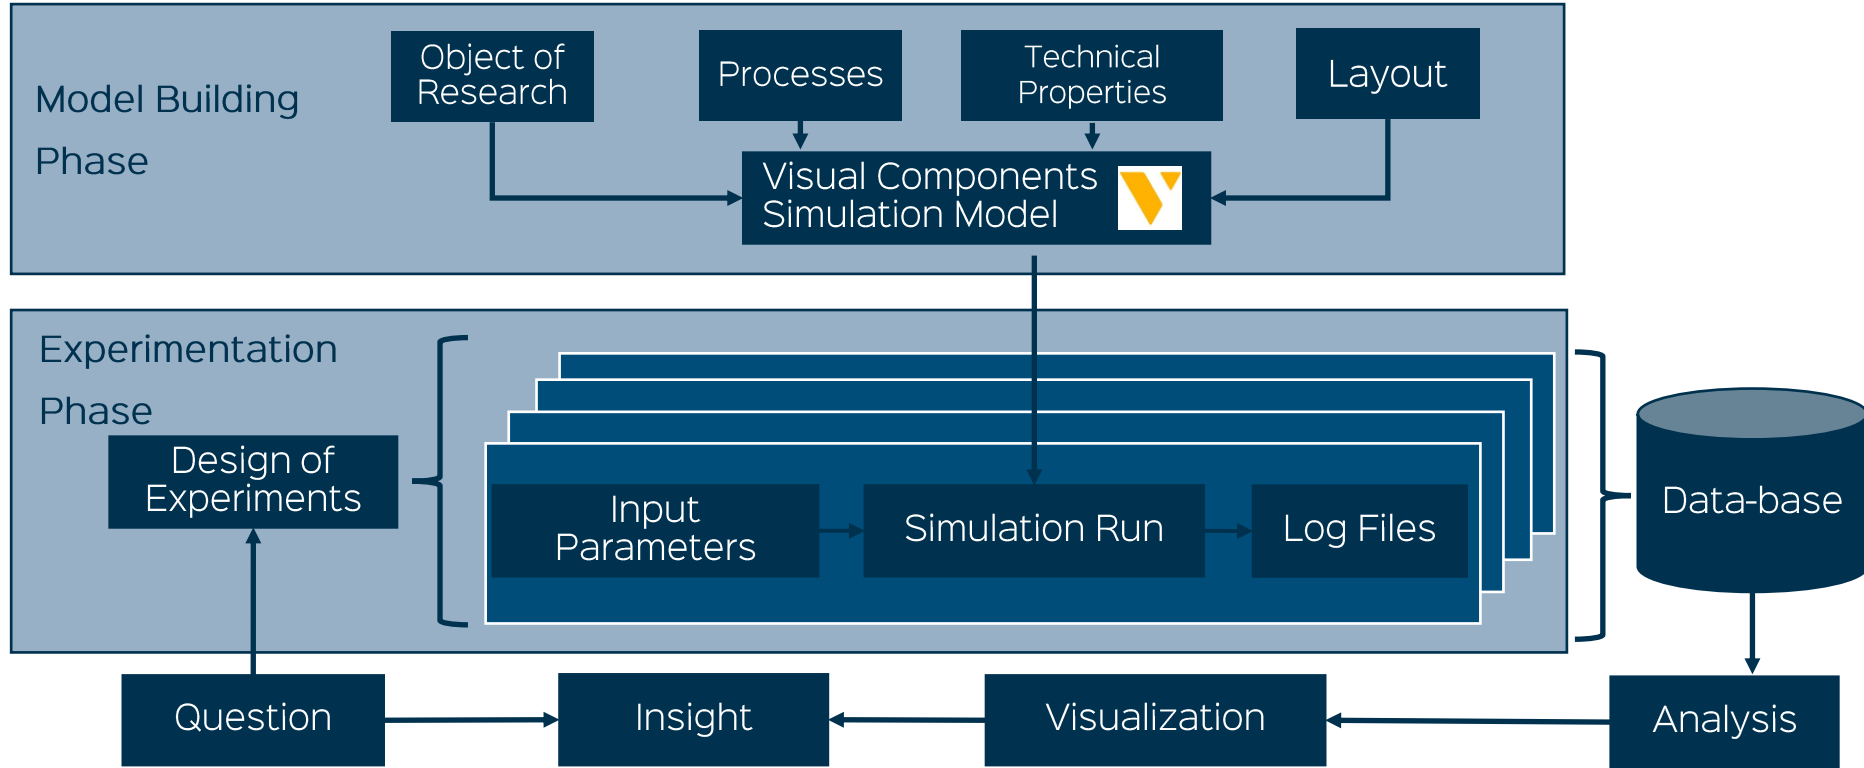 Model Building
Phase
Object of
Research
Processes
Technical
Properties
Layout
Visual Components
Simulation Model
Experimentation
Phase
Design of
Experiments
Input
Parameters
Simulation Run
Log Files
Data-base
Question
Insight
Visualization
Analysis